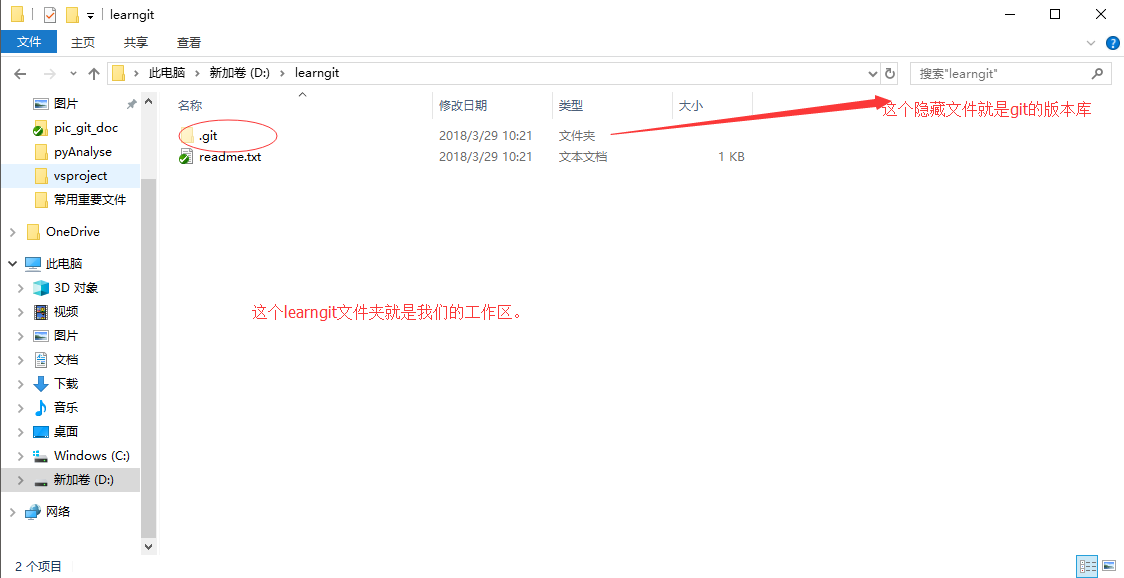 learngit
文件 主页 共享 查看
此电脑 新加卷 (D:) learngit
搜索"learngit"
图片
pic_git_doc
pyAnalyse
vsproject
常用重要文件
OneDrive
此电脑
3D 对象
视频
图片
文档
下载
音乐
桌面
Windows (C:)
新加卷 (D:)
网络
名称 修改日期 类型 大小
.git 2018/3/29 10:21 文件夹
readme.txt 2018/3/29 10:21 文本文档 1 KB
这个隐藏文件就是git的版本库
这个learngit文件夹就是我们的工作区。
2 个项目